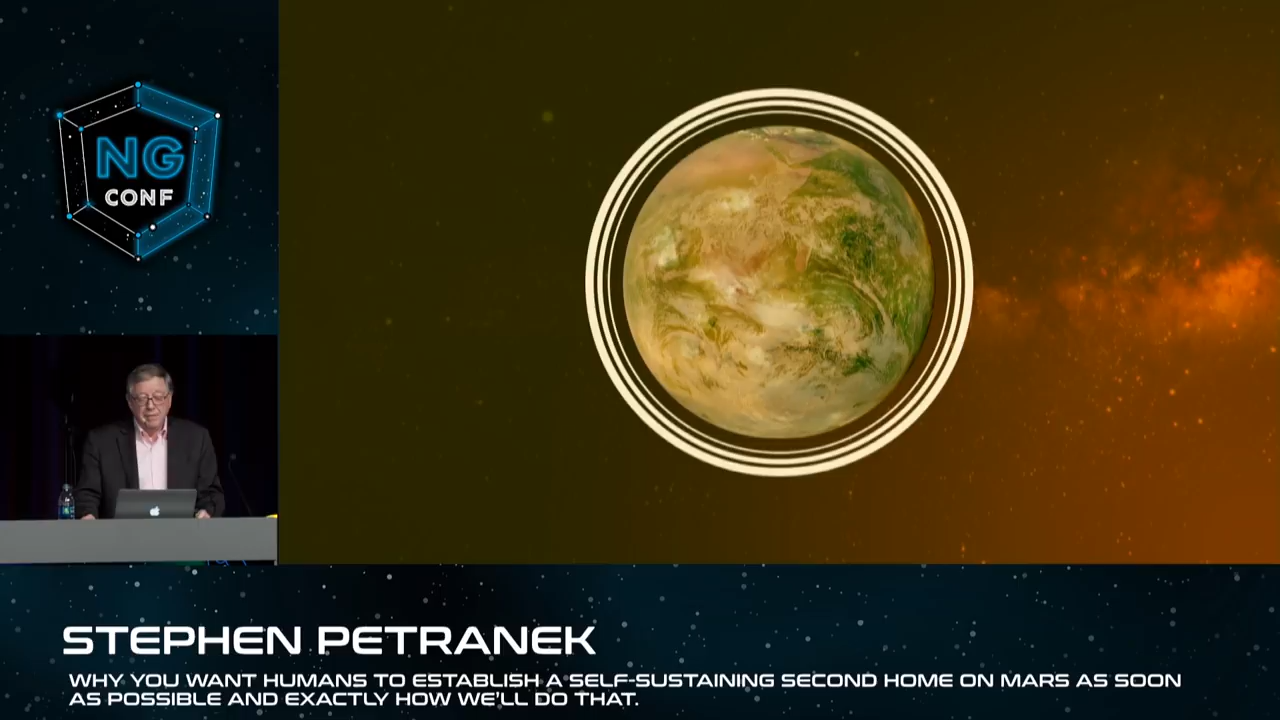 NG
CONF
STEPHEN PETRANEK
WHY YOU WANT HUMANS TO ESTABLISH A SELF-SUSTAINING SECOND HOME ON MARS AS SOON
AS POSSIBLE AND EXACTLY HOW WE'LL DO THAT.